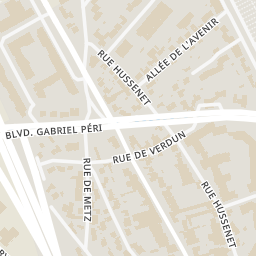 ALLÉE DE L'AVENIR
RUE HUSSENET
BLVD. GABRIEL PÉRI
RUE DE VERDUN
RUE DE METZ
RUE HUSSENET